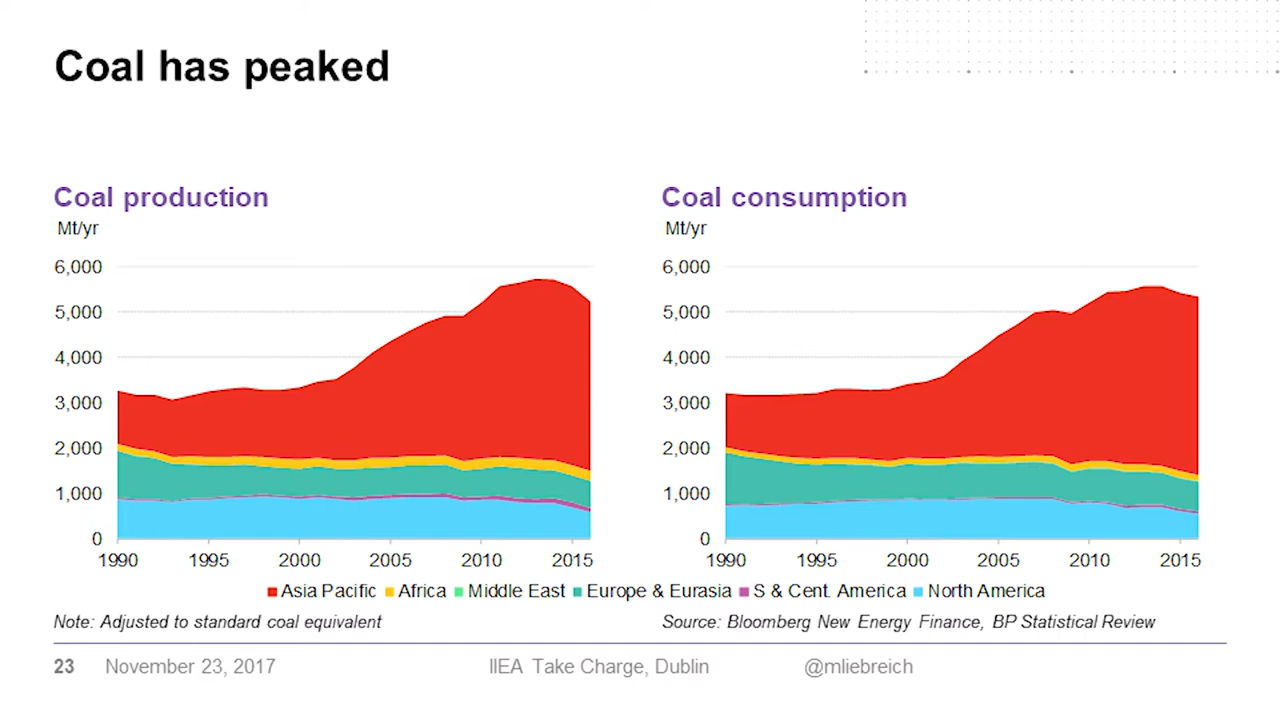 Coal has peaked
Coal production
Mt/yr
6,000
5,000
4,000
3,000
2,000
1,000
0
1990 1995 2000 2005 2010 2015
Coal consumption
Mt/yr
6,000
5,000
4,000
3,000
2,000
1,000
0
1990 1995 2000 2005 2010 2015
Asia Pacific Africa Middle East Europe & Eurasia S & Cent. America North America
Note: Adjusted to standard coal equivalent
Source: Bloomberg New Energy Finance, BP Statistical Review
23 November 23, 2017 IIEA Take Charge, Dublin @mliebreich